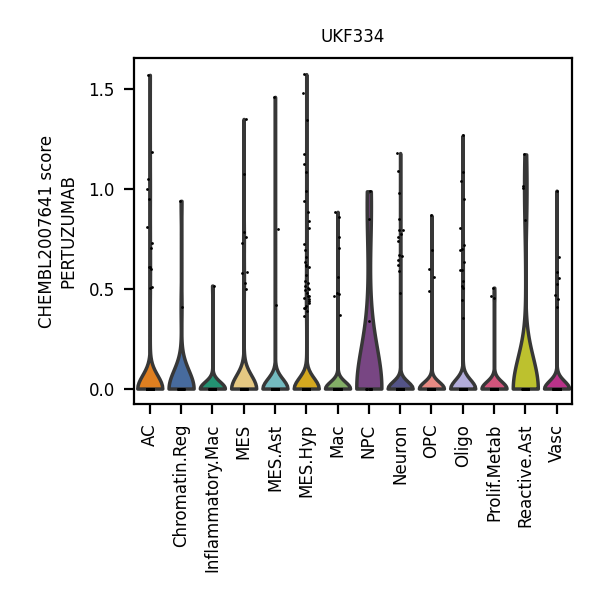 UKF334
CHEMBL2007641 score
PERTUZUMAB
1.5
1.0
0.5
0.0
AC
Chromatin.Reg
Inflammatory.Mac
MES
MES.Ast
MES.Hyp
Mac
NPC
Neuron
OPC
Oligo
Prolif.Metab
Reactive.Ast
Vasc